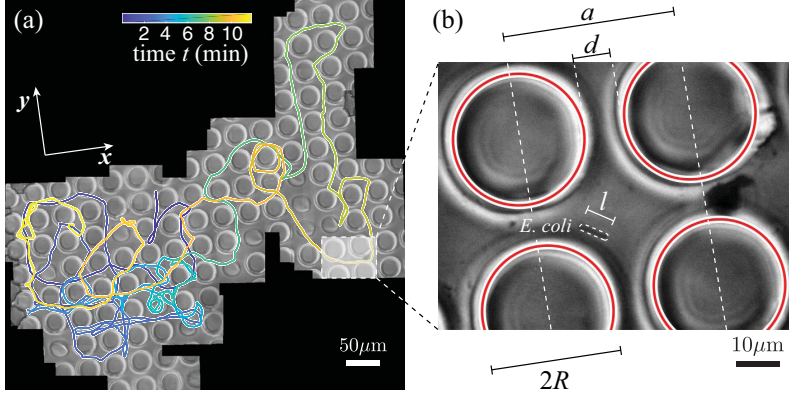 (a)
2 4 6 8 10
time t (min)
y
x
50μm
(b)
a
d
l
E. coli
2R
10μm